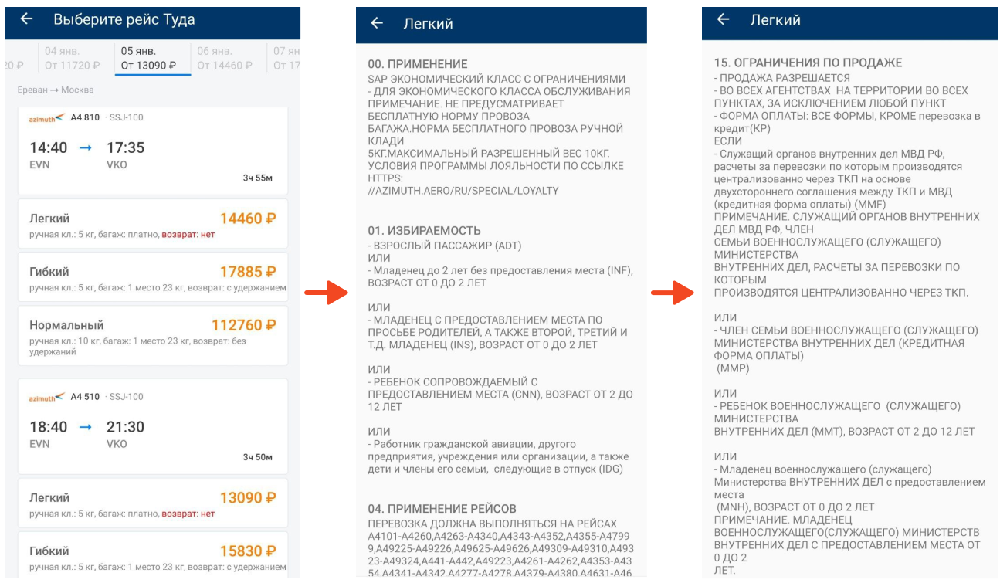 Выберите рейс Туда
04 янв.
05 янв.
06 янв.
07 ян
20 ₽
От 11720 ₽
От 13090 ₽
От 14460 ₽
От 17
Ереван → Москва
azimuth A4 810 · SSJ-100
14:40 → 17:35
EVN VKO
3ч 55м
Легкий 14460 ₽
ручная кл.: 5 кг, багаж: платно, возврат: нет
Гибкий 17885 ₽
ручная кл.: 5 кг, багаж: 1 место 23 кг, возврат: с удержанием
Нормальный 112760 ₽
ручная кл.: 10 кг, багаж: 1 место 23 кг, возврат: без
удержаний
azimuth A4 510 · SSJ-100
18:40 → 21:30
EVN VKO
3ч 50м
Легкий 13090 ₽
ручная кл.: 5 кг, багаж: платно, возврат: нет
Гибкий 15830 ₽
ручная кл.: 5 кг, багаж: 1 место 23 кг, возврат: с удержанием
Легкий
00. ПРИМЕНЕНИЕ
SAP ЭКОНОМИЧЕСКИЙ КЛАСС С ОГРАНИЧЕНИЯМИ
- ДЛЯ ЭКОНОМИЧЕСКОГО КЛАССА ОБСЛУЖИВАНИЯ
ПРИМЕЧАНИЕ. НЕ ПРЕДУСМАТРИВАЕТ
БЕСПЛАТНУЮ НОРМУ ПРОВОЗА
БАГАЖА.НОРМА БЕСПЛАТНОГО ПРОВОЗА РУЧНОЙ
КЛАДИ
5КГ.МАКСИМАЛЬНЫЙ РАЗРЕШЕННЫЙ ВЕС 10КГ.
УСЛОВИЯ ПРОГРАММЫ ЛОЯЛЬНОСТИ ПО ССЫЛКЕ
HTTPS:
//AZIMUTH.AERO/RU/SPECIAL/LOYALTY
01. ИЗБИРАЕМОСТЬ
- ВЗРОСЛЫЙ ПАССАЖИР (ADT)
ИЛИ
- Младенец до 2 лет без предоставления места (INF),
ВОЗРАСТ ОТ 0 ДО 2 ЛЕТ
ИЛИ
- МЛАДЕНЕЦ С ПРЕДОСТАВЛЕНИЕМ МЕСТА ПО
ПРОСЬБЕ РОДИТЕЛЕЙ, А ТАКЖЕ ВТОРОЙ, ТРЕТИЙ И
Т.Д. МЛАДЕНЕЦ (INS), ВОЗРАСТ ОТ 0 ДО 2 ЛЕТ
ИЛИ
- РЕБЕНОК СОПРОВОЖДАЕМЫЙ С
ПРЕДОСТАВЛЕНИЕМ МЕСТА (CNN), ВОЗРАСТ ОТ 2 ДО
12 ЛЕТ
ИЛИ
- Работник гражданской авиации, другого
предприятия, учреждения или организации, а также
дети и члены его семьи, следующие в отпуск (IDG)
04. ПРИМЕНЕНИЕ РЕЙСОВ
ПЕРЕВОЗКА ДОЛЖНА ВЫПОЛНЯТЬСЯ НА РЕЙСАХ
A4101-A4260,A4263-A4340,A4343-A4352,A4355-A4799
9,A49225-A49226,A49625-A49626,A49309-A49310,A493
23-A49324,A441-A442,A49223,A4261-A4262,A4353-A43
54,A4341-A4342,A4277-A4278,A4379-A4380,A4631-A46
Легкий
15. ОГРАНИЧЕНИЯ ПО ПРОДАЖЕ
- ПРОДАЖА РАЗРЕШАЕТСЯ
- ВО ВСЕХ АГЕНТСТВАХ НА ТЕРРИТОРИИ ВО ВСЕХ
ПУНКТАХ, ЗА ИСКЛЮЧЕНИЕМ ЛЮБОЙ ПУНКТ
- ФОРМА ОПЛАТЫ: ВСЕ ФОРМЫ, КРОМЕ перевозка в
кредит(КР)
ЕСЛИ
- Служащий органов внутренних дел МВД РФ,
расчеты за перевозки по которым производятся
централизованно через ТКП на основе
двухстороннего соглашения между ТКП и МВД
(кредитная форма оплаты) (MMF)
ПРИМЕЧАНИЕ. СЛУЖАЩИЙ ОРГАНОВ ВНУТРЕННИХ
ДЕЛ МВД РФ, ЧЛЕН
СЕМЬИ ВОЕННОСЛУЖАЩЕГО (СЛУЖАЩЕГО)
МИНИСТЕРСТВА
ВНУТРЕННИХ ДЕЛ, РАСЧЕТЫ ЗА ПЕРЕВОЗКИ ПО
КОТОРЫМ
ПРОИЗВОДЯТСЯ ЦЕНТРАЛИЗОВАННО ЧЕРЕЗ ТКП.
ИЛИ
- ЧЛЕН СЕМЬИ ВОЕННОСЛУЖАЩЕГО (СЛУЖАЩЕГО)
МИНИСТЕРСТВА ВНУТРЕННИХ ДЕЛ (КРЕДИТНАЯ
ФОРМА ОПЛАТЫ)
(MMP)
ИЛИ
- РЕБЕНОК ВОЕННОСЛУЖАЩЕГО (СЛУЖАЩЕГО)
МИНИСТЕРСТВА
ВНУТРЕННИХ ДЕЛ (MMT), ВОЗРАСТ ОТ 2 ДО 12 ЛЕТ
ИЛИ
- Младенец военнослужащего (служащего)
Министерства ВНУТРЕННИХ ДЕЛ с предоставлением
места
(MNH), ВОЗРАСТ ОТ 0 ДО 2 ЛЕТ
ПРИМЕЧАНИЕ. МЛАДЕНЕЦ
ВОЕННОСЛУЖАЩЕГО(СЛУЖАЩЕГО) МИНИСТЕРСТВ
ВНУТРЕННИХ ДЕЛ С ПРЕДОСТАВЛЕНИЕМ МЕСТА ОТ
0 ДО 2
ЛЕТ.